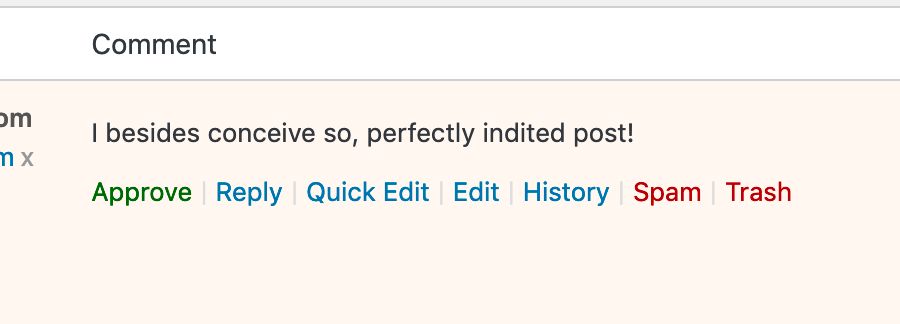 Comment
om
I besides conceive so, perfectly indited post!
m x
Approve | Reply | Quick Edit | Edit | History | Spam | Trash